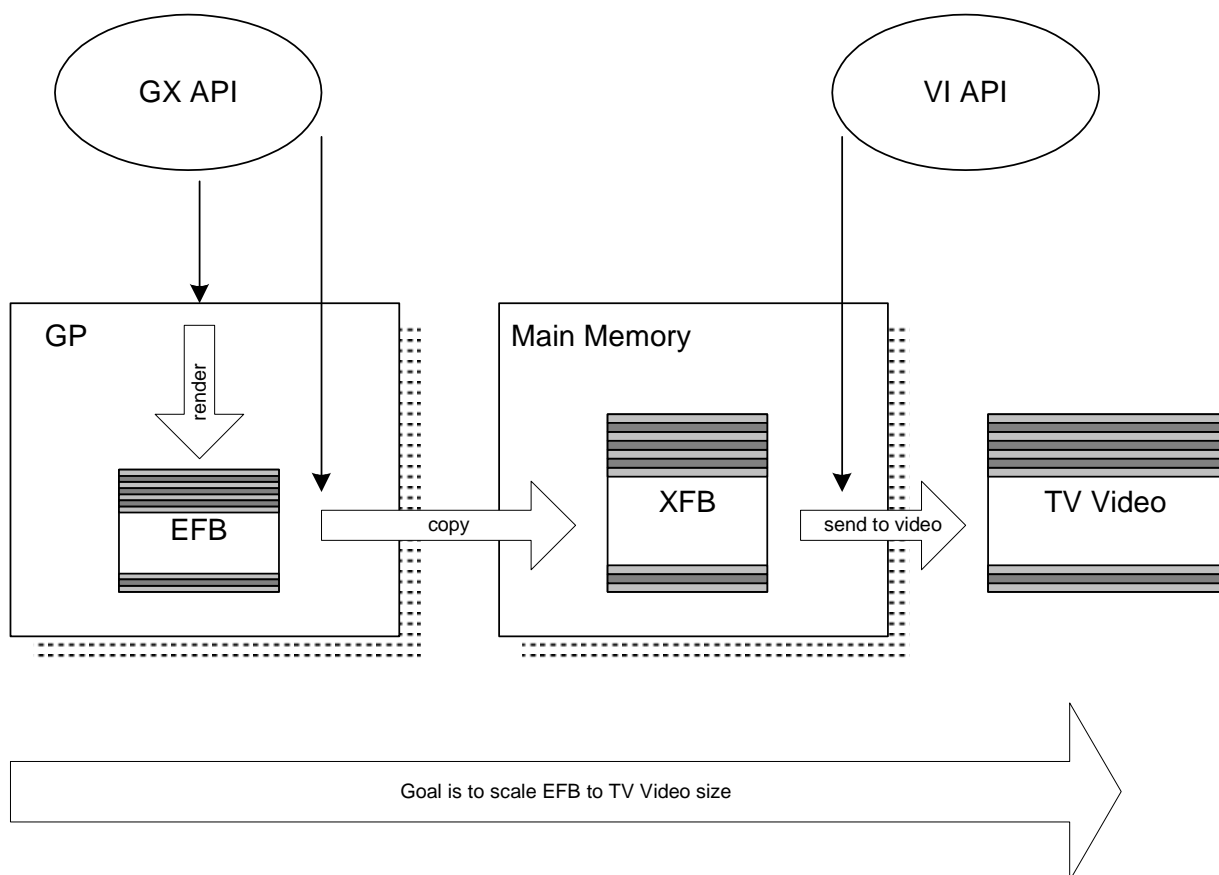 GX API
VI API
GP
Main Memory
render
EFB
copy
XFB
send to video
TV Video
Goal is to scale EFB to TV Video size